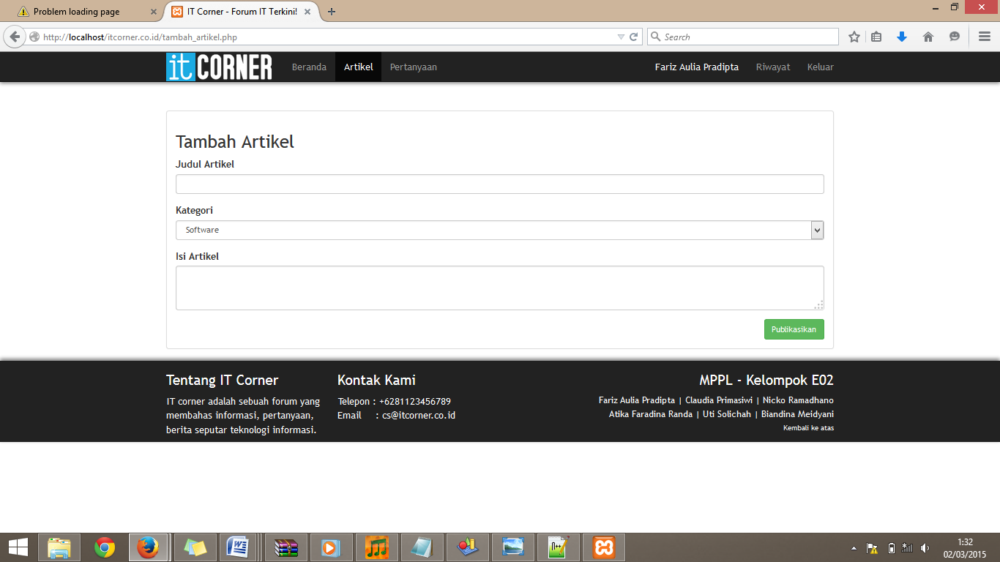 Problem loading page
IT Corner - Forum IT Terkini!
http://localhost/itcorner.co.id/tambah_artikel.php
Search
it CORNER
Beranda
Artikel
Pertanyaan
Fariz Aulia Pradipta
Riwayat
Keluar
Tambah Artikel
Judul Artikel
Kategori
Software
Isi Artikel
Publikasikan
Tentang IT Corner
IT corner adalah sebuah forum yang
membahas informasi, pertanyaan,
berita seputar teknologi informasi.
Kontak Kami
Telepon : +6281123456789
Email : cs@itcorner.co.id
MPPL - Kelompok E02
Fariz Aulia Pradipta | Claudia Primasiwi | Nicko Ramadhano
Atika Faradina Randa | Uti Solichah | Biandina Meidyani
Kembali ke atas
1:32
02/03/2015